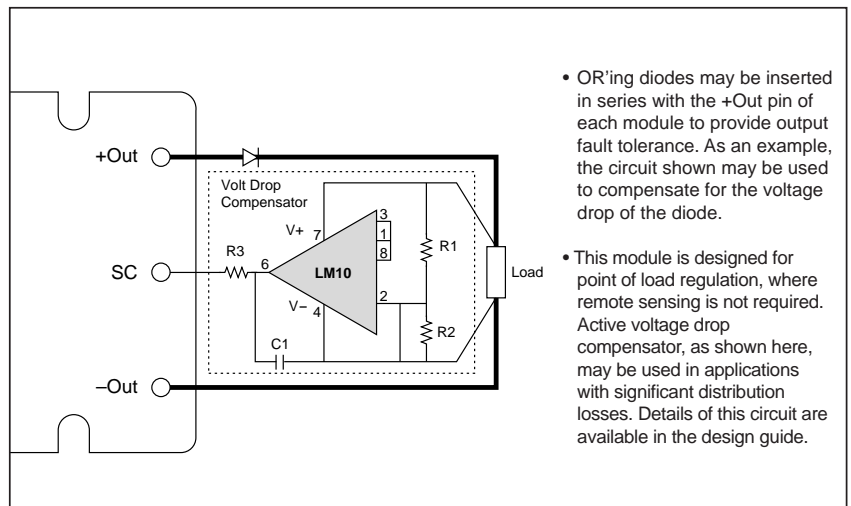 +Out
SC
–Out
Volt Drop
Compensator
V+
7
3
1
8
R3
6
LM10
R1
2
V–
4
R2
C1
Load
• OR'ing diodes may be inserted
in series with the +Out pin of
each module to provide output
fault tolerance. As an example,
the circuit shown may be used
to compensate for the voltage
drop of the diode.
• This module is designed for
point of load regulation, where
remote sensing is not required.
Active voltage drop
compensator, as shown here,
may be used in applications
with significant distribution
losses. Details of this circuit are
available in the design guide.